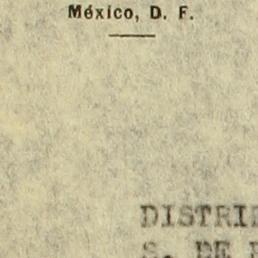 México, D. F.
DISTRI
S. DE